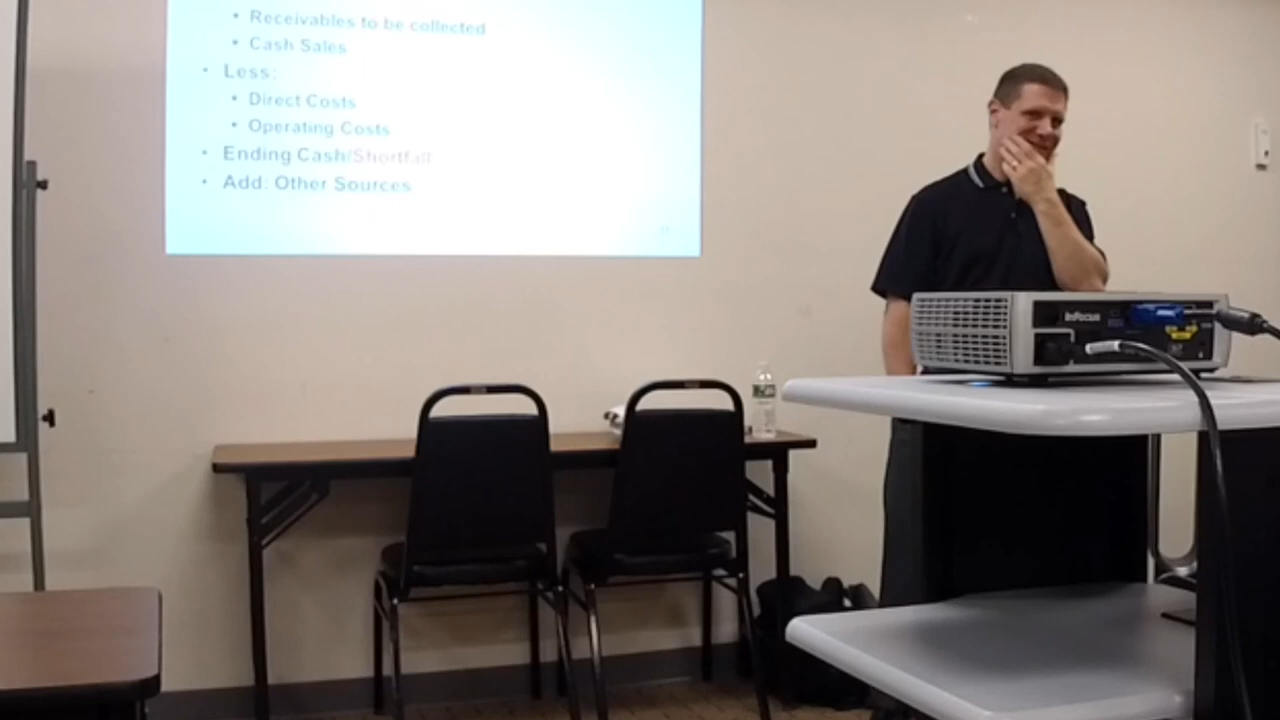 • Receivables to be collected
• Cash Sales
• Less:
• Direct Costs
• Operating Costs
• Ending Cash/Shortfall
• Add: Other Sources
InFocus